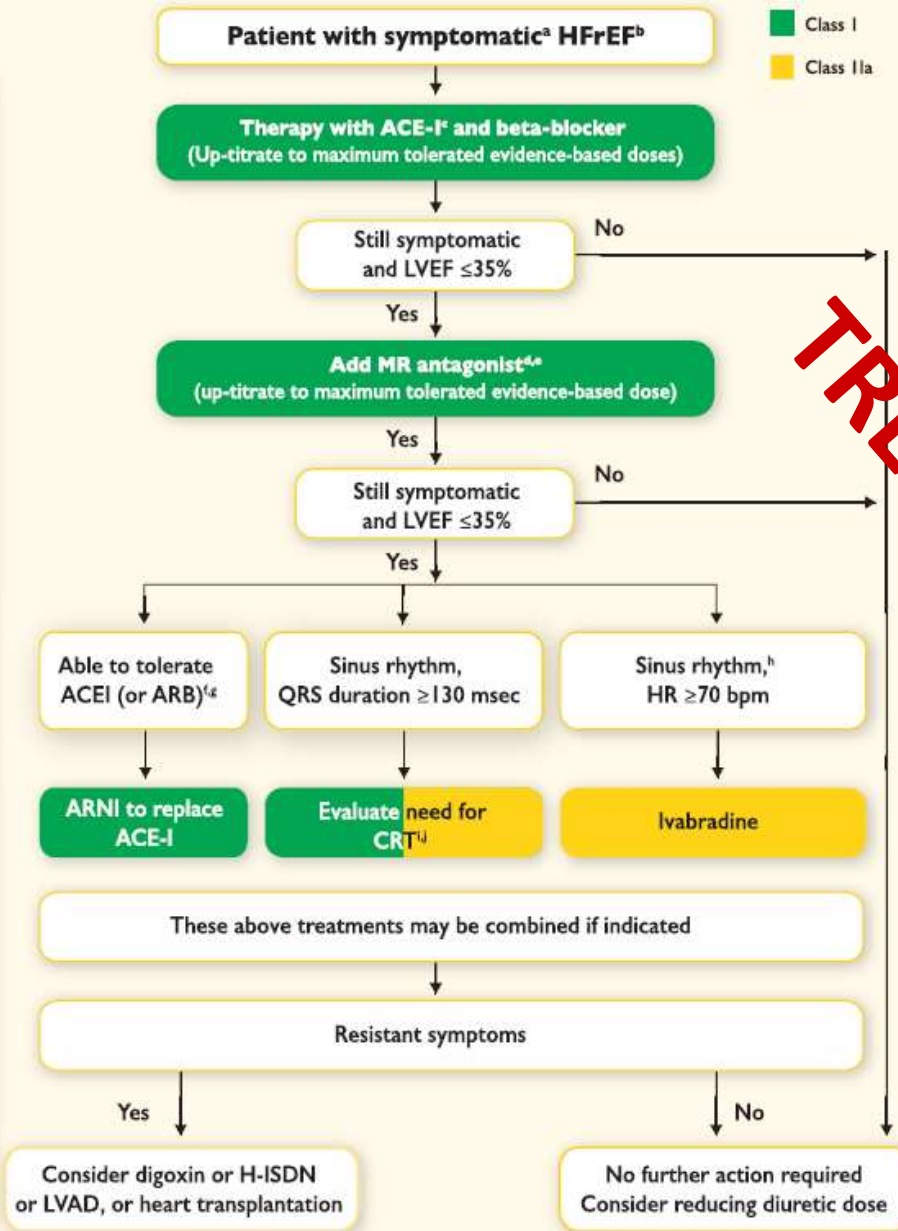 Patient with symptomaticᵃ HFrEFᵇ
Class I
Class IIa
Therapy with ACE-Iᶜ and beta-blocker
(Up-titrate to maximum tolerated evidence-based doses)
Still symptomatic
and LVEF ≤35%
No
Yes
Add MR antagonistᵈ,ᵉ
(up-titrate to maximum tolerated evidence-based dose)
Yes
Still symptomatic
and LVEF ≤35%
No
Yes
Able to tolerate
ACEI (or ARB)ᶠ,ᵍ
Sinus rhythm,
QRS duration ≥130 msec
Sinus rhythm,ʰ
HR ≥70 bpm
ARNI to replace
ACE-I
Evaluate need for
CRTⁱ,ʲ
Ivabradine
These above treatments may be combined if indicated
Resistant symptoms
Yes
No
Consider digoxin or H-ISDN
or LVAD, or heart transplantation
No further action required
Consider reducing diuretic dose